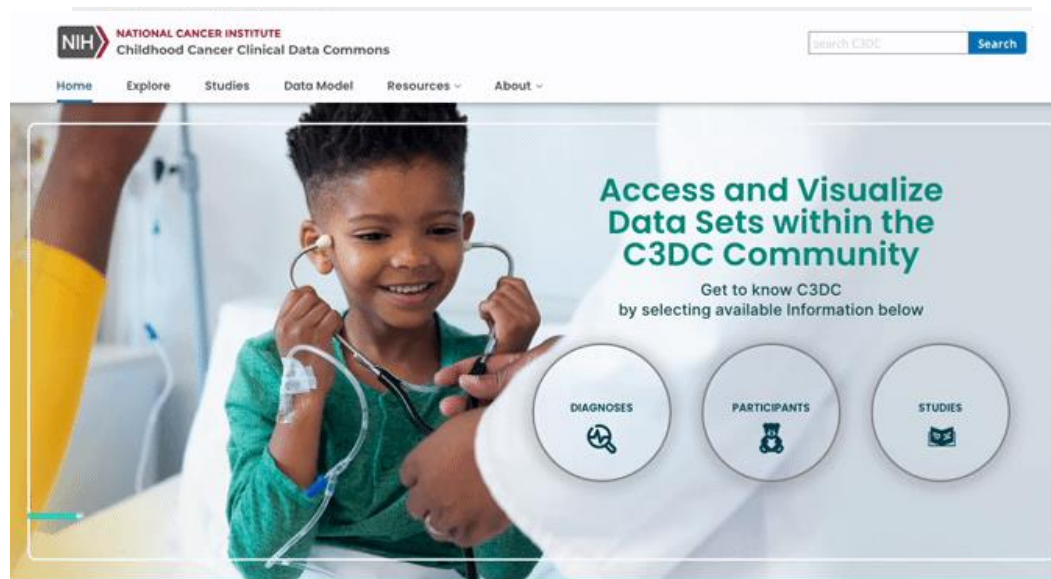 NIH
NATIONAL CANCER INSTITUTE
Childhood Cancer Clinical Data Commons
search C3DC
Search
Home Explore Studies Data Model Resources About
Access and Visualize
Data Sets within the
C3DC Community
Get to know C3DC
by selecting available Information below
DIAGNOSES PARTICIPANTS STUDIES